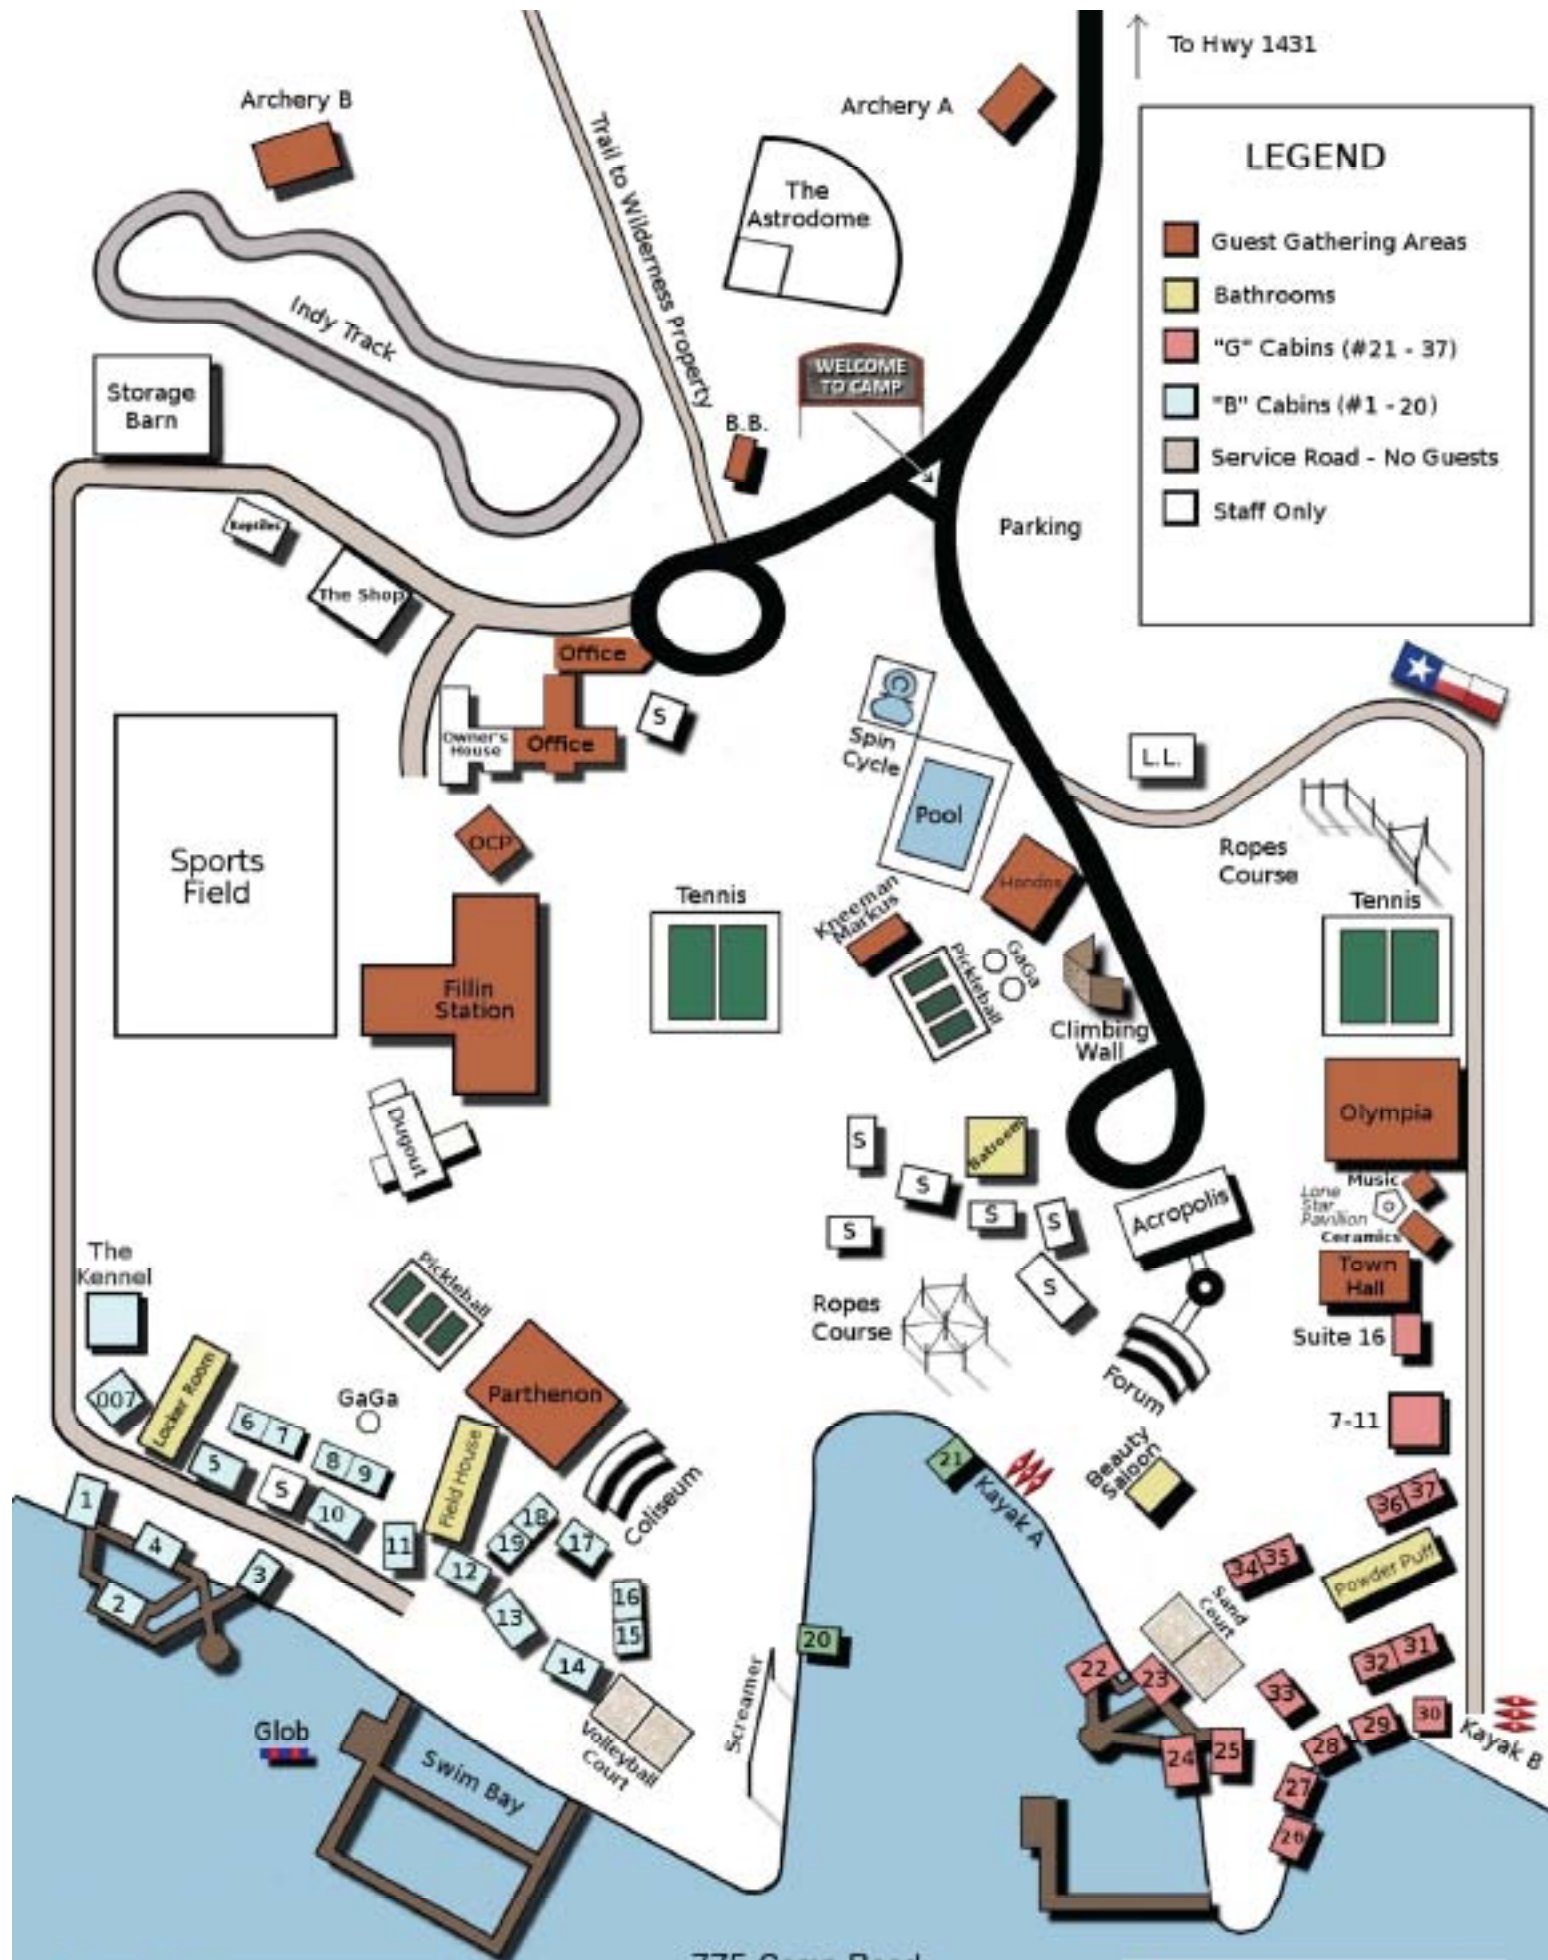 To Hwy 1431
Archery B
Archery A
LEGEND
Guest Gathering Areas
Bathrooms
"G" Cabins (#21 - 37)
"B" Cabins (#1 - 20)
Service Road - No Guests
Staff Only
Trail to Wilderness Property
The
Astrodome
Indy Track
WELCOME
TO CAMP
Storage
Barn
B.B.
Parking
Reptiles
The Shop
Office
S
Owner's
House
Office
Spin
Cycle
C
L.L.
Pool
OCP
Ropes
Course
Sports
Field
Tennis
Hondos
Kneeman
Markus
Tennis
Pickleball
GaGa
Fillin
Station
Climbing
Wall
Olympia
Dugout
S
Batroom
S
S
S
S
S
Acropolis
Music
Lone
Star
Pavillion
Ceramics
Town
Hall
Suite 16
The
Kennel
Pickleball
Ropes
Course
Forum
007
Locker Room
GaGa
Parthenon
7-11
6
7
8
9
5
S
10
11
Field House
Coliseum
Beauty
Saloon
21
Kayak A
36
37
1
4
3
2
12
13
14
19
18
17
16
15
34
35
Powder Puff
Sand
Court
20
22
23
32
31
33
24
25
28
29
30
Kayak B
27
26
Screamer
Volleyball
Court
Glob
Swim Bay